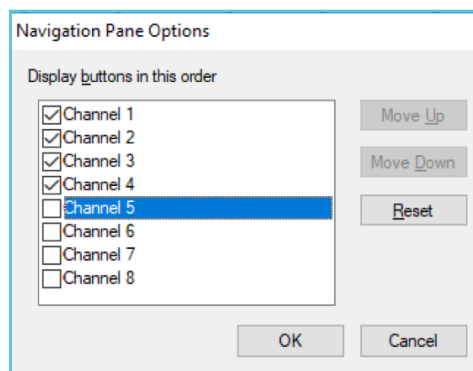 Navigation Pane Options
Display buttons in this order
Channel 1
Channel 2
Channel 3
Channel 4
Channel 5
Channel 6
Channel 7
Channel 8
Move Up
Move Down
Reset
OK
Cancel